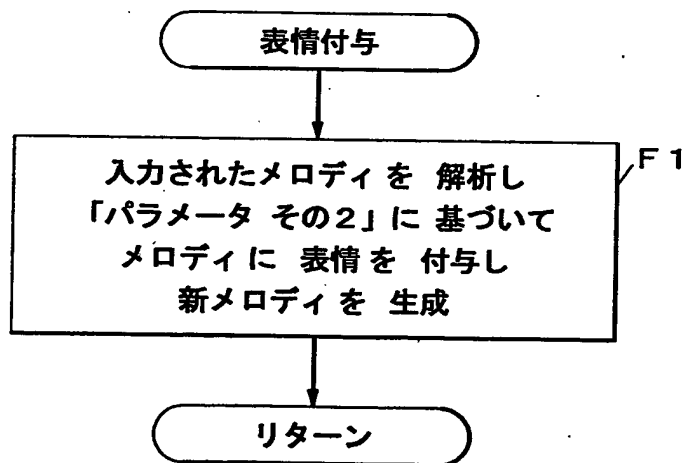 表情付与
F1
入力されたメロディを 解析し
「パラメータ その2」に 基づいて
メロディに 表情を 付与し
新メロディを 生成
リターン